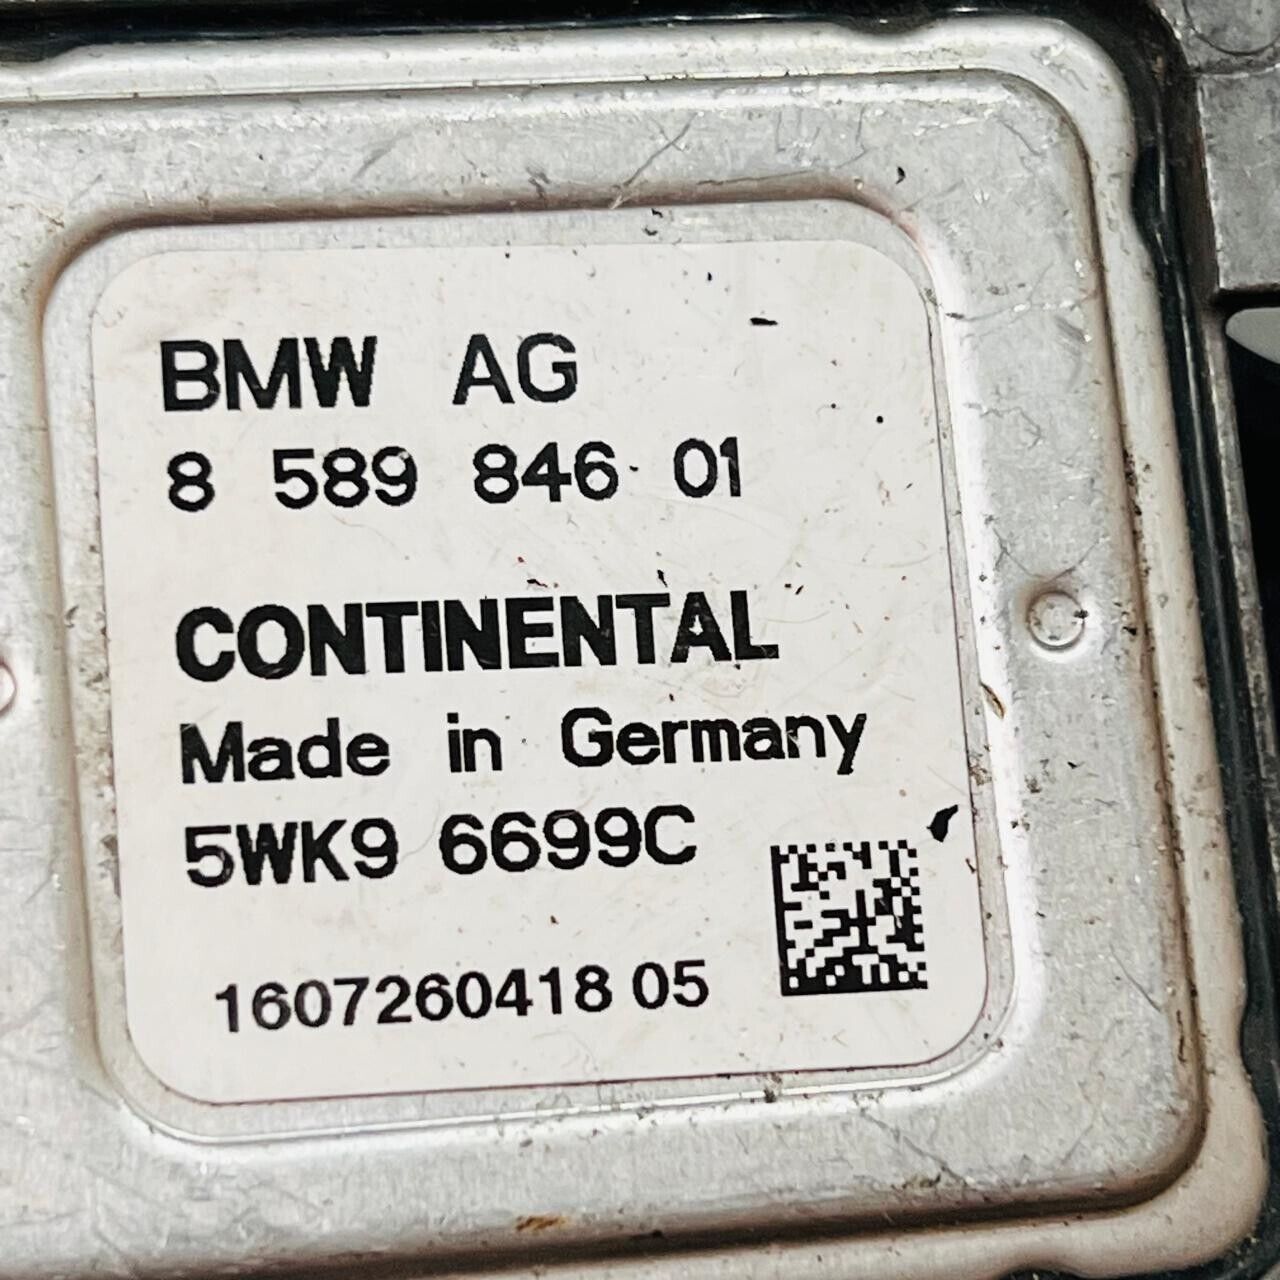 BMW AG
8 589 846 01
CONTINENTAL
Made in Germany
5WK9 6699C
1607260418 05